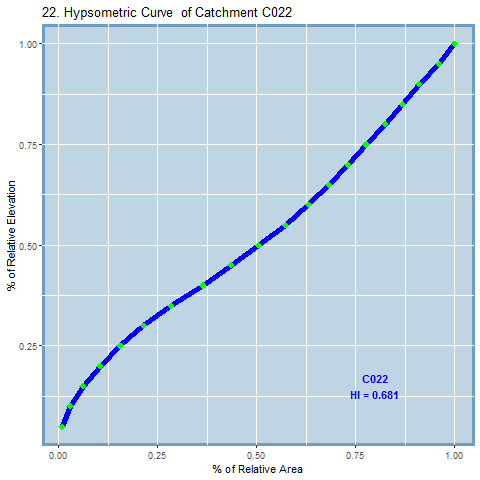 22. Hypsometric Curve  of Catchment C022
% of Relative Elevation
1.00
0.75
0.50
0.25
C022
HI = 0.681
0.00 0.25 0.50 0.75 1.00
% of Relative Area